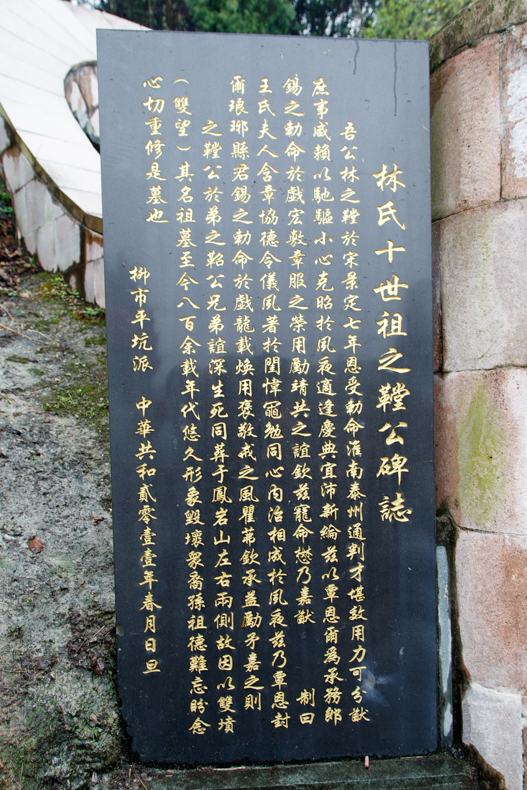 林氏十世祖之鞺公碑誌
吾公林之鞺於宋景定七年恩受勅命淮南泰州通判才堪致用力可分猷
庶事咸賴以馳驅小心克昭於夙夜適逢慶典宜沛新綸茲以覃恩爾為承務郎
錫之勅命於戲宏敷章服之榮用勵靖共之誼欽茲寵命懋乃嘉猷 制曰
王氏夫人含章協德令儀夙著於閨幃黽勉同心內治相成於夙夜茲乃覃恩封
爾琅琊縣君錫之勅命於戲龍載煥用褒敬戒之風翟茀欽承益勵孚嘉之則
之鞺公於弟之鞈公兄弟誼深生死同葬于鳳岩山左右兩側故因以雙墳
(雙望)其名祖墓至今八百余載年代悠久形象毀壞眾裔孫祖德難忘盼念
心切重修是墓也
柳市平坑派 中華共和貳零壹壹年春月日旦